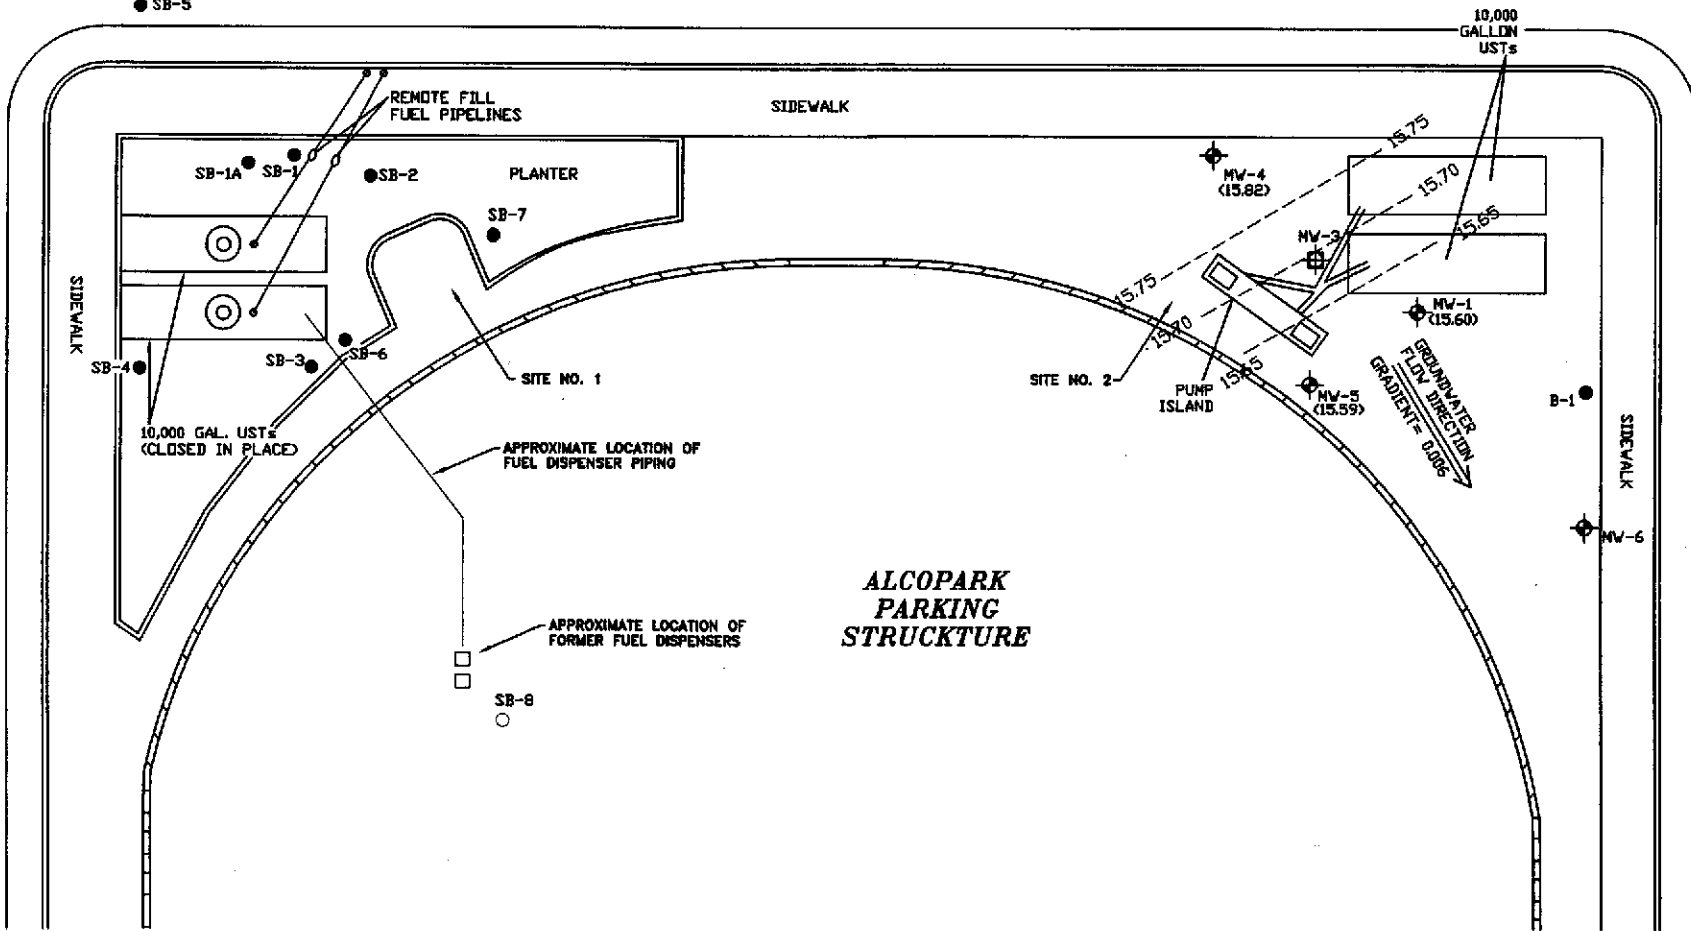 SB-5
10,000
GALLON
USTs
REMOTE FILL
FUEL PIPELINES
SIDEWALK
SB-1A
SB-1
SB-2
PLANTER
SB-7
MW-4
(15.82)
15.75
15.70
15.65
MW-3
SIDEWALK
15.75
15.70
15.65
MW-1
(15.60)
SB-4
SB-3
SB-6
SITE NO. 1
SITE NO. 2
PUMP
ISLAND
MW-5
(15.59)
GROUNDWATER
FLOW DIRECTION
GRADIENT = 0.006
B-1
SIDEWALK
10,000 GAL. USTs
(CLOSED IN PLACE)
APPROXIMATE LOCATION OF
FUEL DISPENSER PIPING
MW-6
ALCOPARK
PARKING
STRUCKTURE
APPROXIMATE LOCATION OF
FORMER FUEL DISPENSERS
SB-8